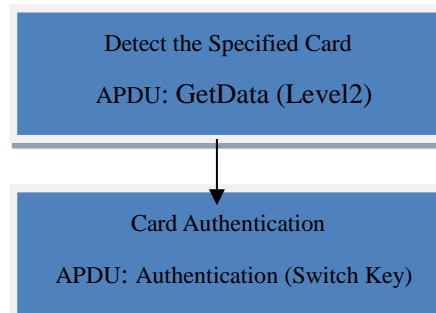 Detect the Specified Card
APDU: GetData (Level2)
Card Authentication
APDU: Authentication (Switch Key)